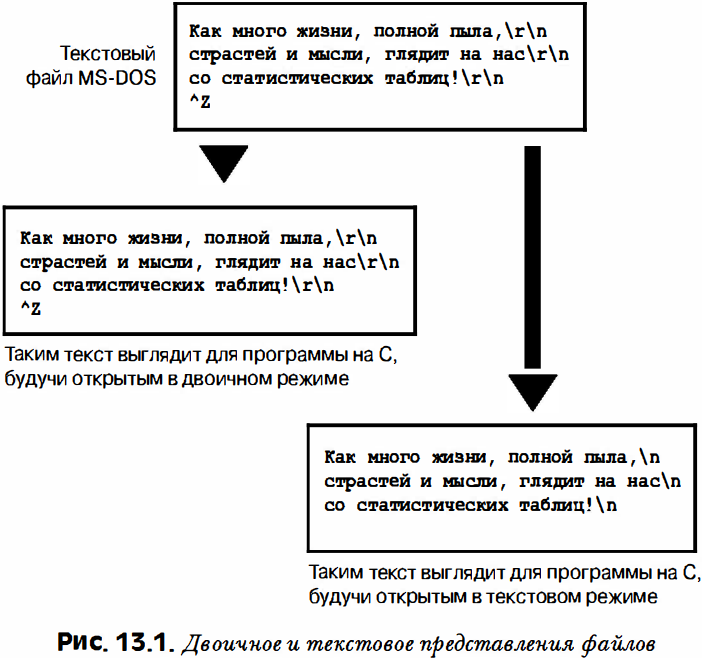 Текстовый
файл MS-DOS
Как много жизни, полной пыла,\r\n
страстей и мысли, глядит на нас\r\n
со статистических таблиц!\r\n
^Z
Как много жизни, полной пыла,\r\n
страстей и мысли, глядит на нас\r\n
со статистических таблиц!\r\n
^Z
Таким текст выглядит для программы на C,
будучи открытым в двоичном режиме
Как много жизни, полной пыла,\n
страстей и мысли, глядит на нас\n
со статистических таблиц!\n
Таким текст выглядит для программы на C,
будучи открытым в текстовом режиме
Рис. 13.1. Двоичное и текстовое представления файлов